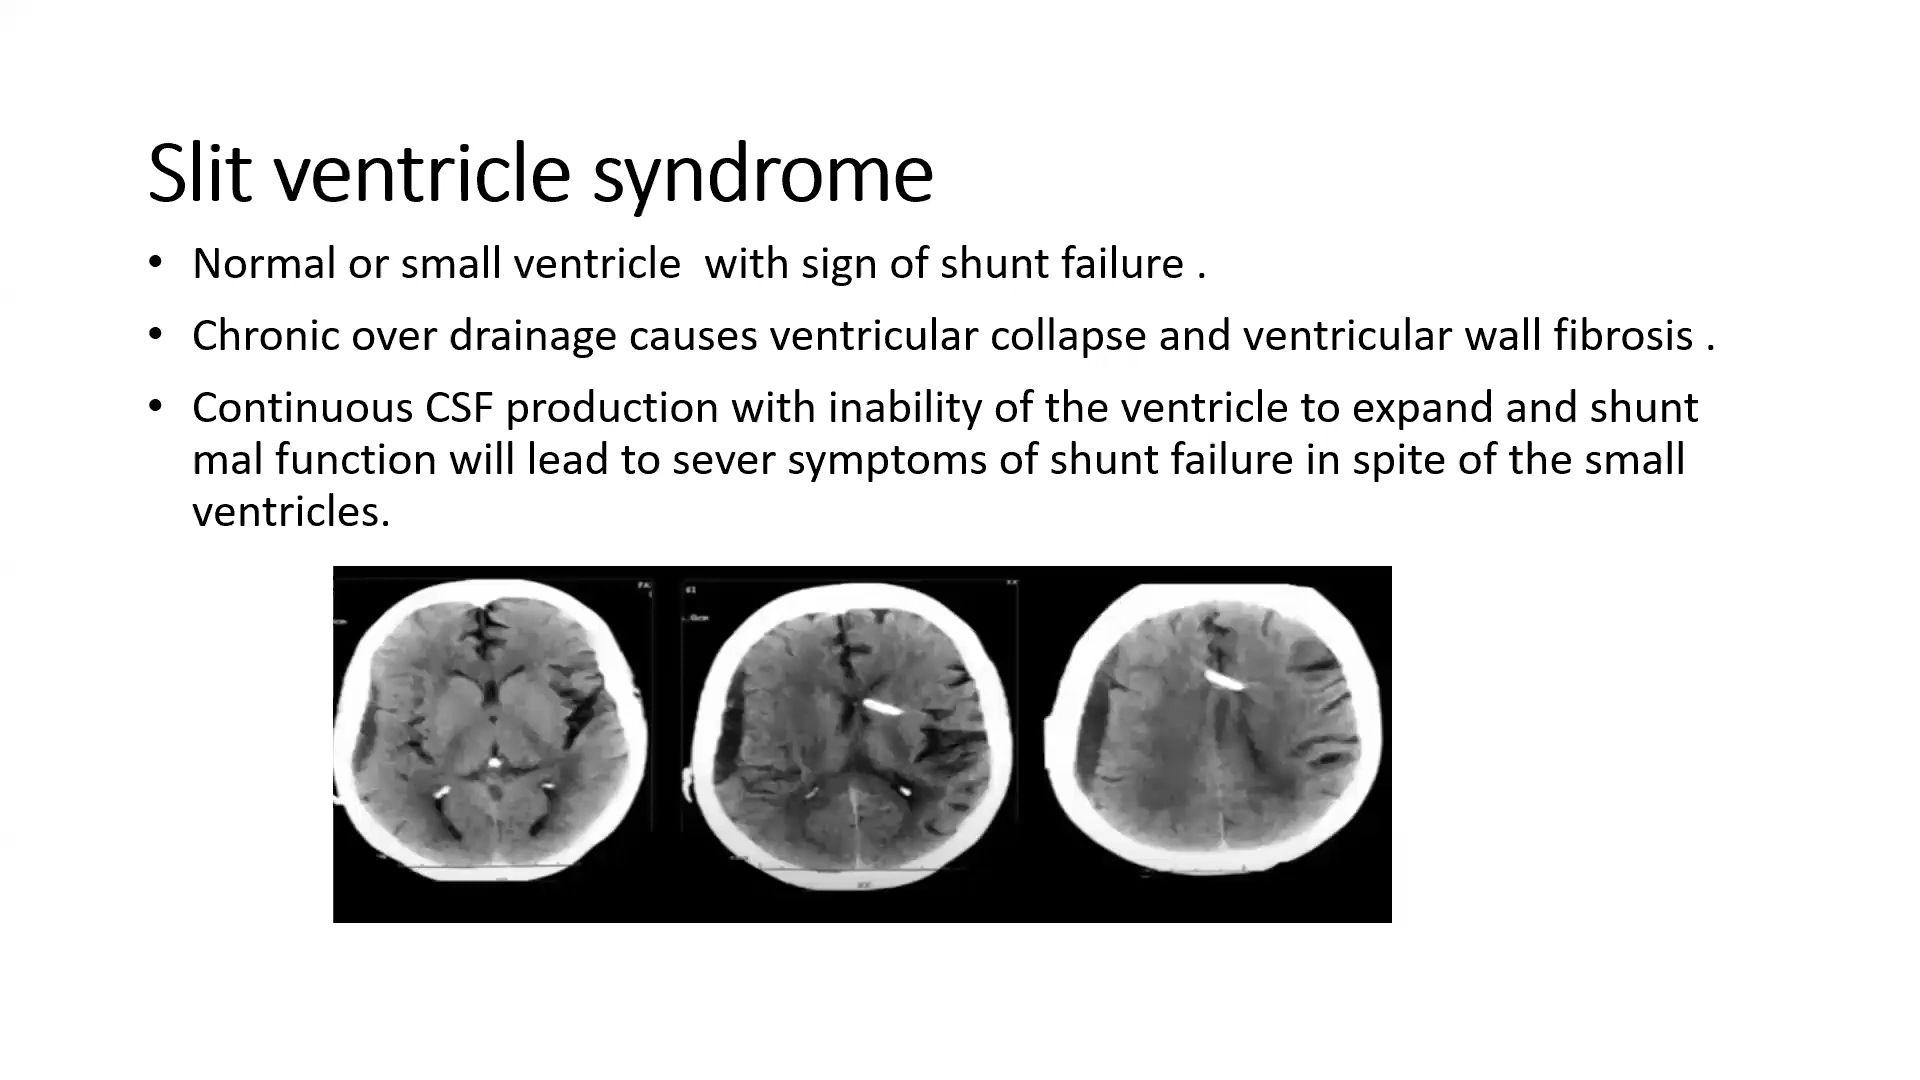 Slit ventricle syndrome
• Normal or small ventricle  with sign of shunt failure .
• Chronic over drainage causes ventricular collapse and ventricular wall fibrosis .
• Continuous CSF production with inability of the ventricle to expand and shunt
mal function will lead to sever symptoms of shunt failure in spite of the small
ventricles.